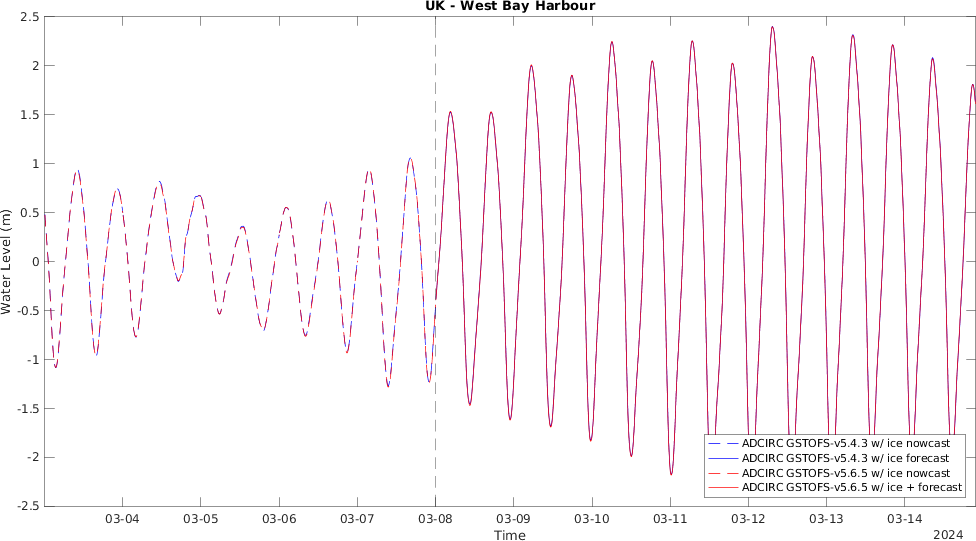 UK - West Bay Harbour
2.5
2
1.5
1
0.5
0
-0.5
-1
-1.5
-2
-2.5
Water Level (m)
ADCIRC GSTOFS-v5.4.3 w/ ice nowcast
ADCIRC GSTOFS-v5.4.3 w/ ice forecast
ADCIRC GSTOFS-v5.6.5 w/ ice nowcast
ADCIRC GSTOFS-v5.6.5 w/ ice + forecast
03-04 03-05 03-06 03-07 03-08 03-09 03-10 03-11 03-12 03-13 03-14
Time
2024